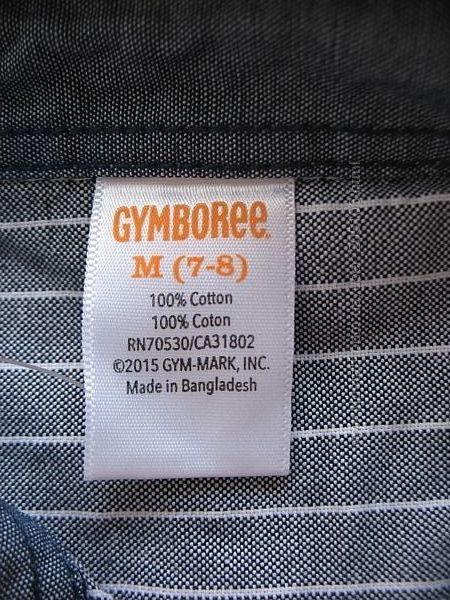 GYMBOREE
M (7-8)
100% Cotton
100% Coton
RN70530/CA31802
©2015 GYM-MARK, INC.
Made in Bangladesh